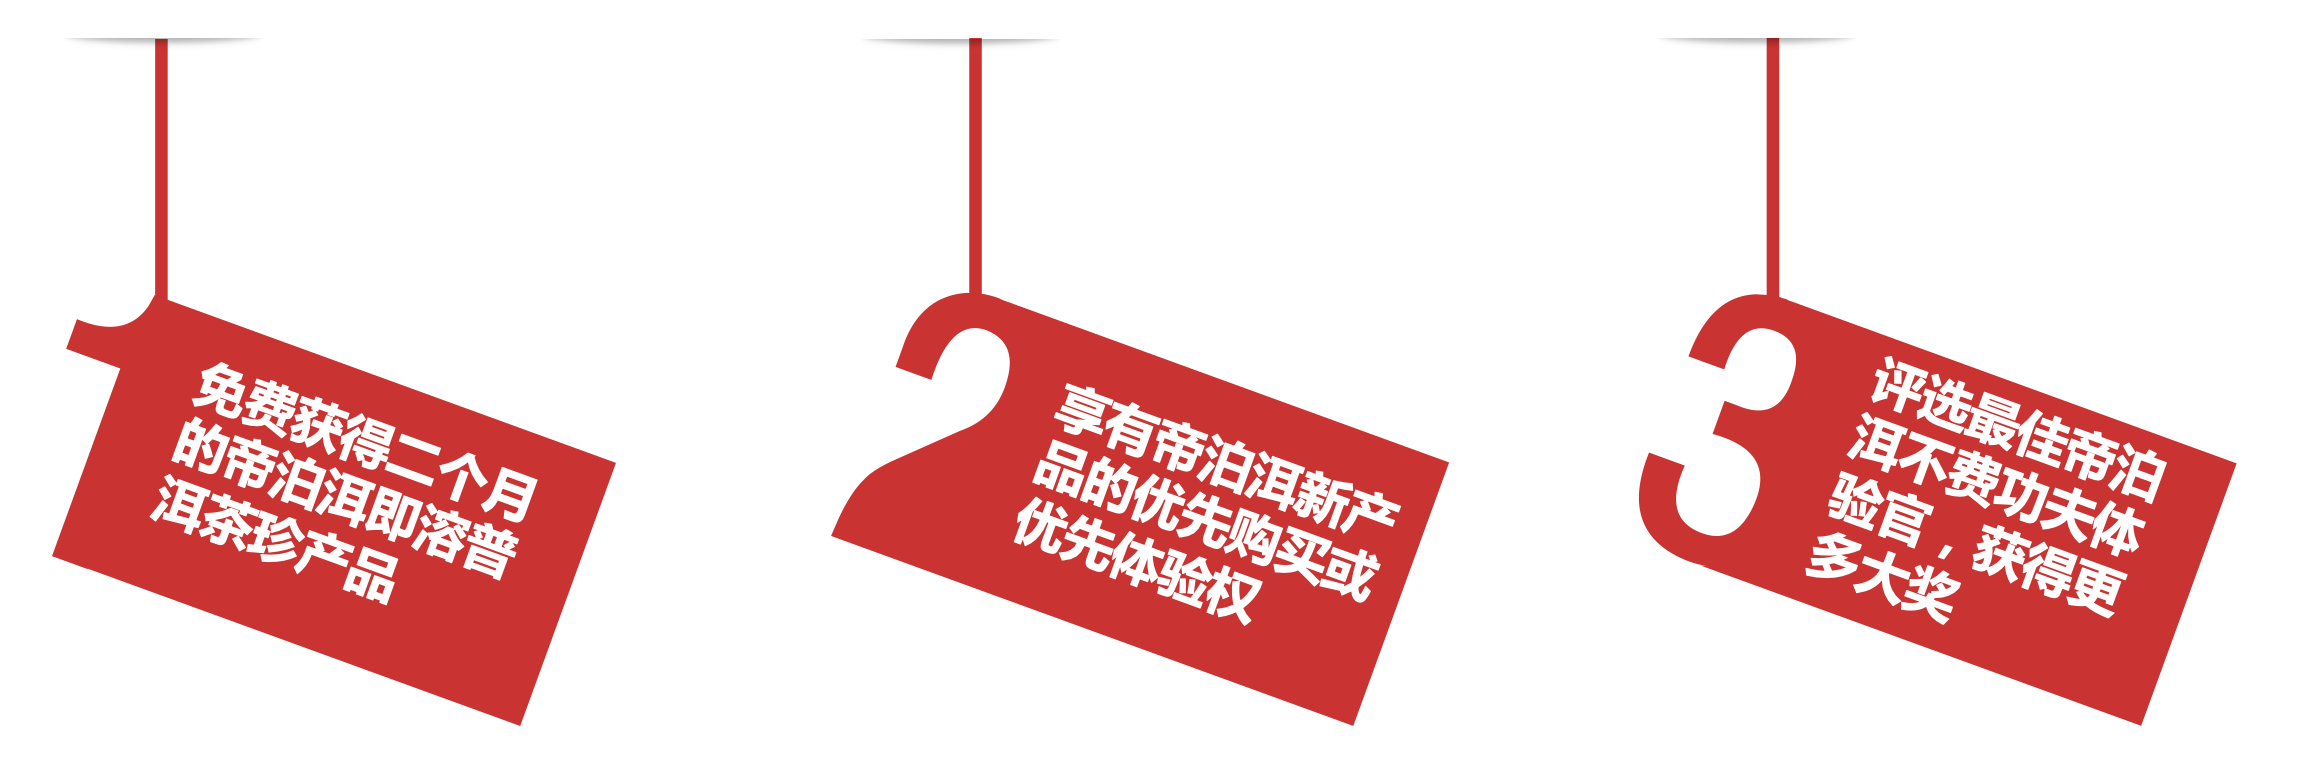 1
免费获得二个月
的帝泊洱即溶普
洱茶珍产品
2
享有帝泊洱新产
品的优先购买或
优先体验权
3
评选最佳帝泊
洱不费功夫体
验官，获得更
多大奖